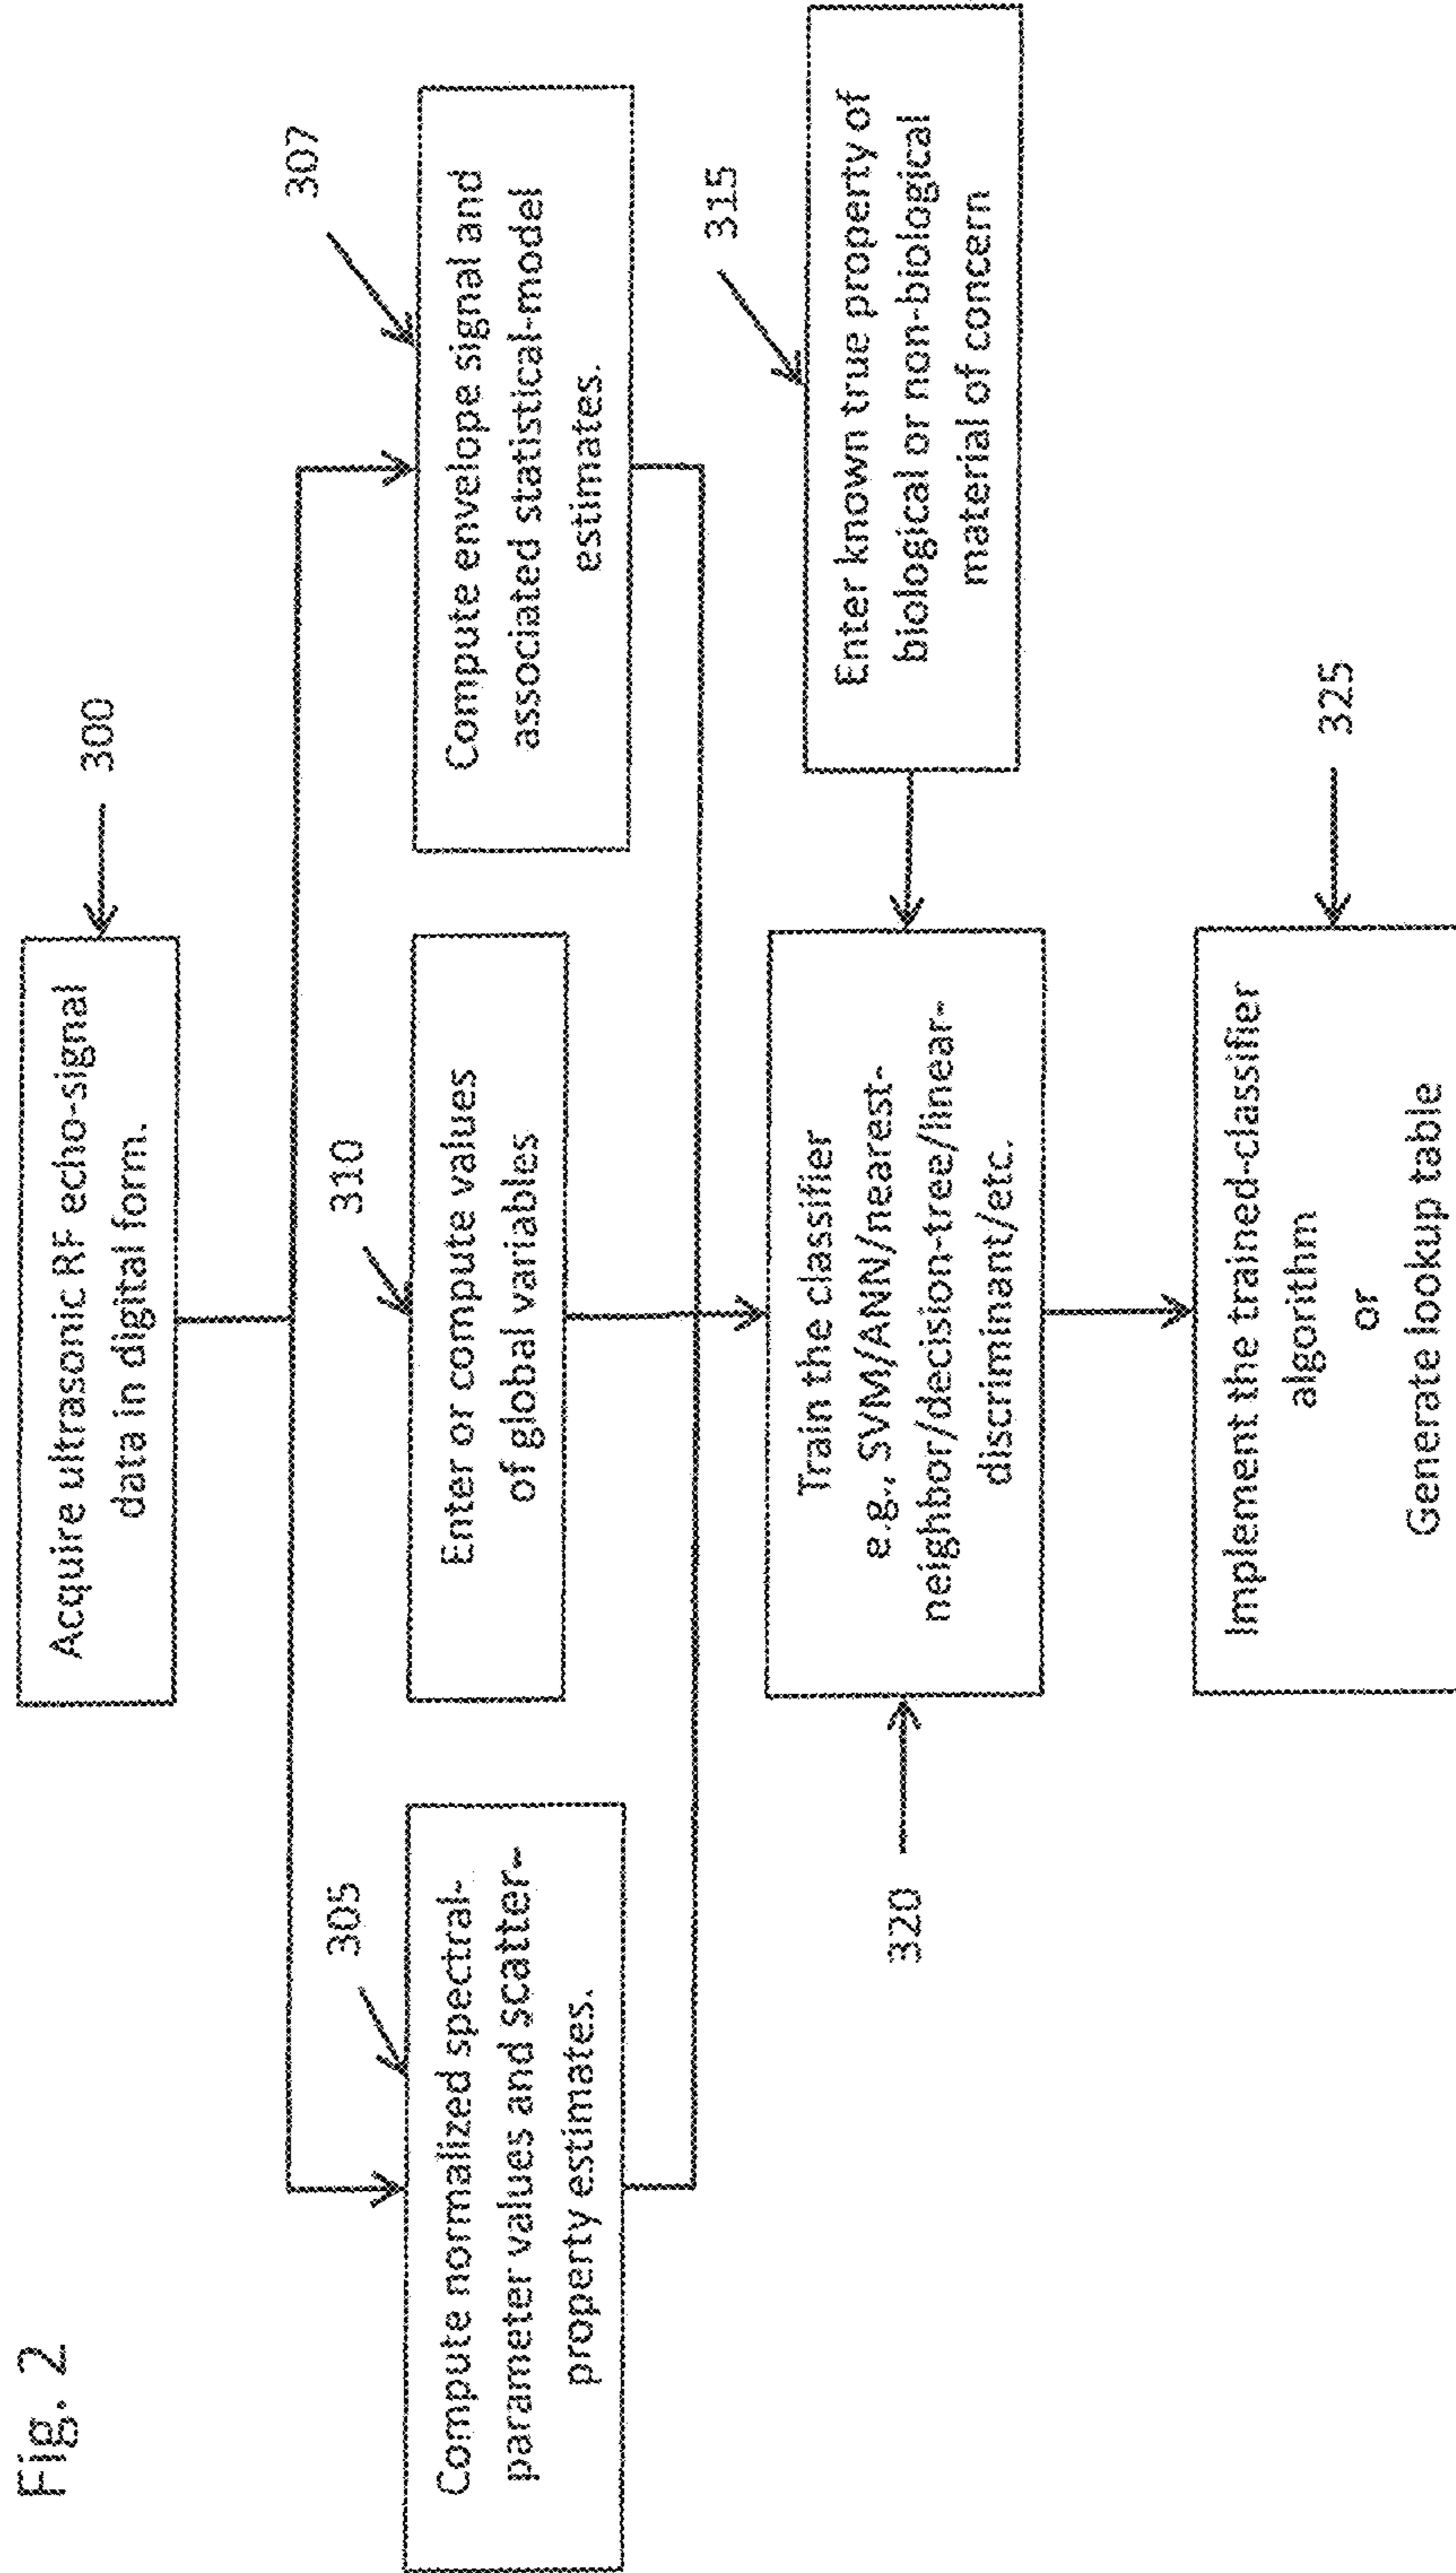 Fig. 2
300
Acquire ultrasonic RF echo-signal
data in digital form.
305
Compute normalized spectral-
parameter values and scatter-
property estimates.
310
Enter or compute values
of global variables
307
Compute envelope signal and
associated statistical-model
estimates.
320
Train the classifier
e.g., SVM/ANN/nearest-
neighbor/decision-tree/linear-
discriminant/etc.
315
Enter known true property of
biological or non-biological
material of concern
325
Implement the trained-classifier
algorithm
or
Generate lookup table